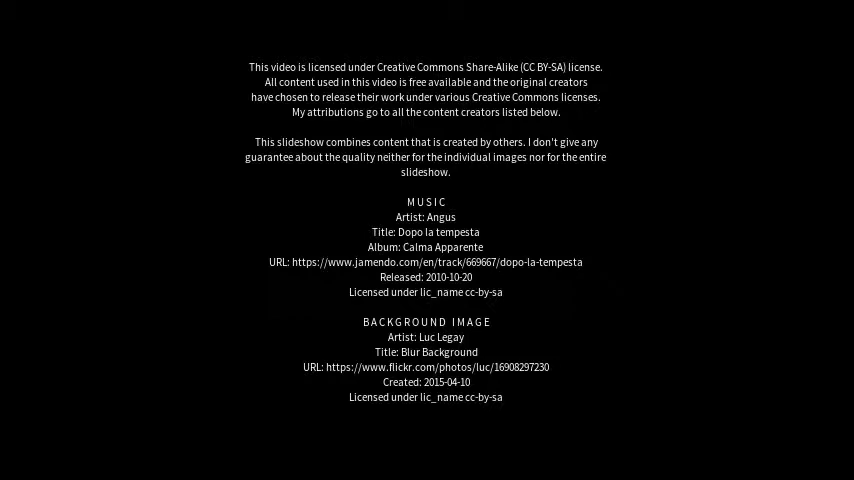 This video is licensed under Creative Commons Share-Alike (CC BY-SA) license.
All content used in this video is free available and the original creators
have chosen to release their work under various Creative Commons licenses.
My attributions go to all the content creators listed below.
This slideshow combines content that is created by others. I don't give any
guarantee about the quality neither for the individual images nor for the entire
slideshow.
MUSIC
Artist: Angus
Title: Dopo la tempesta
Album: Calma Apparente
URL: https://www.jamendo.com/en/track/669667/dopo-la-tempesta
Released: 2010-10-20
Licensed under lic_name cc-by-sa
BACKGROUND IMAGE
Artist: Luc Legay
Title: Blur Background
URL: https://www.flickr.com/photos/luc/16908297230
Created: 2015-04-10
Licensed under lic_name cc-by-sa